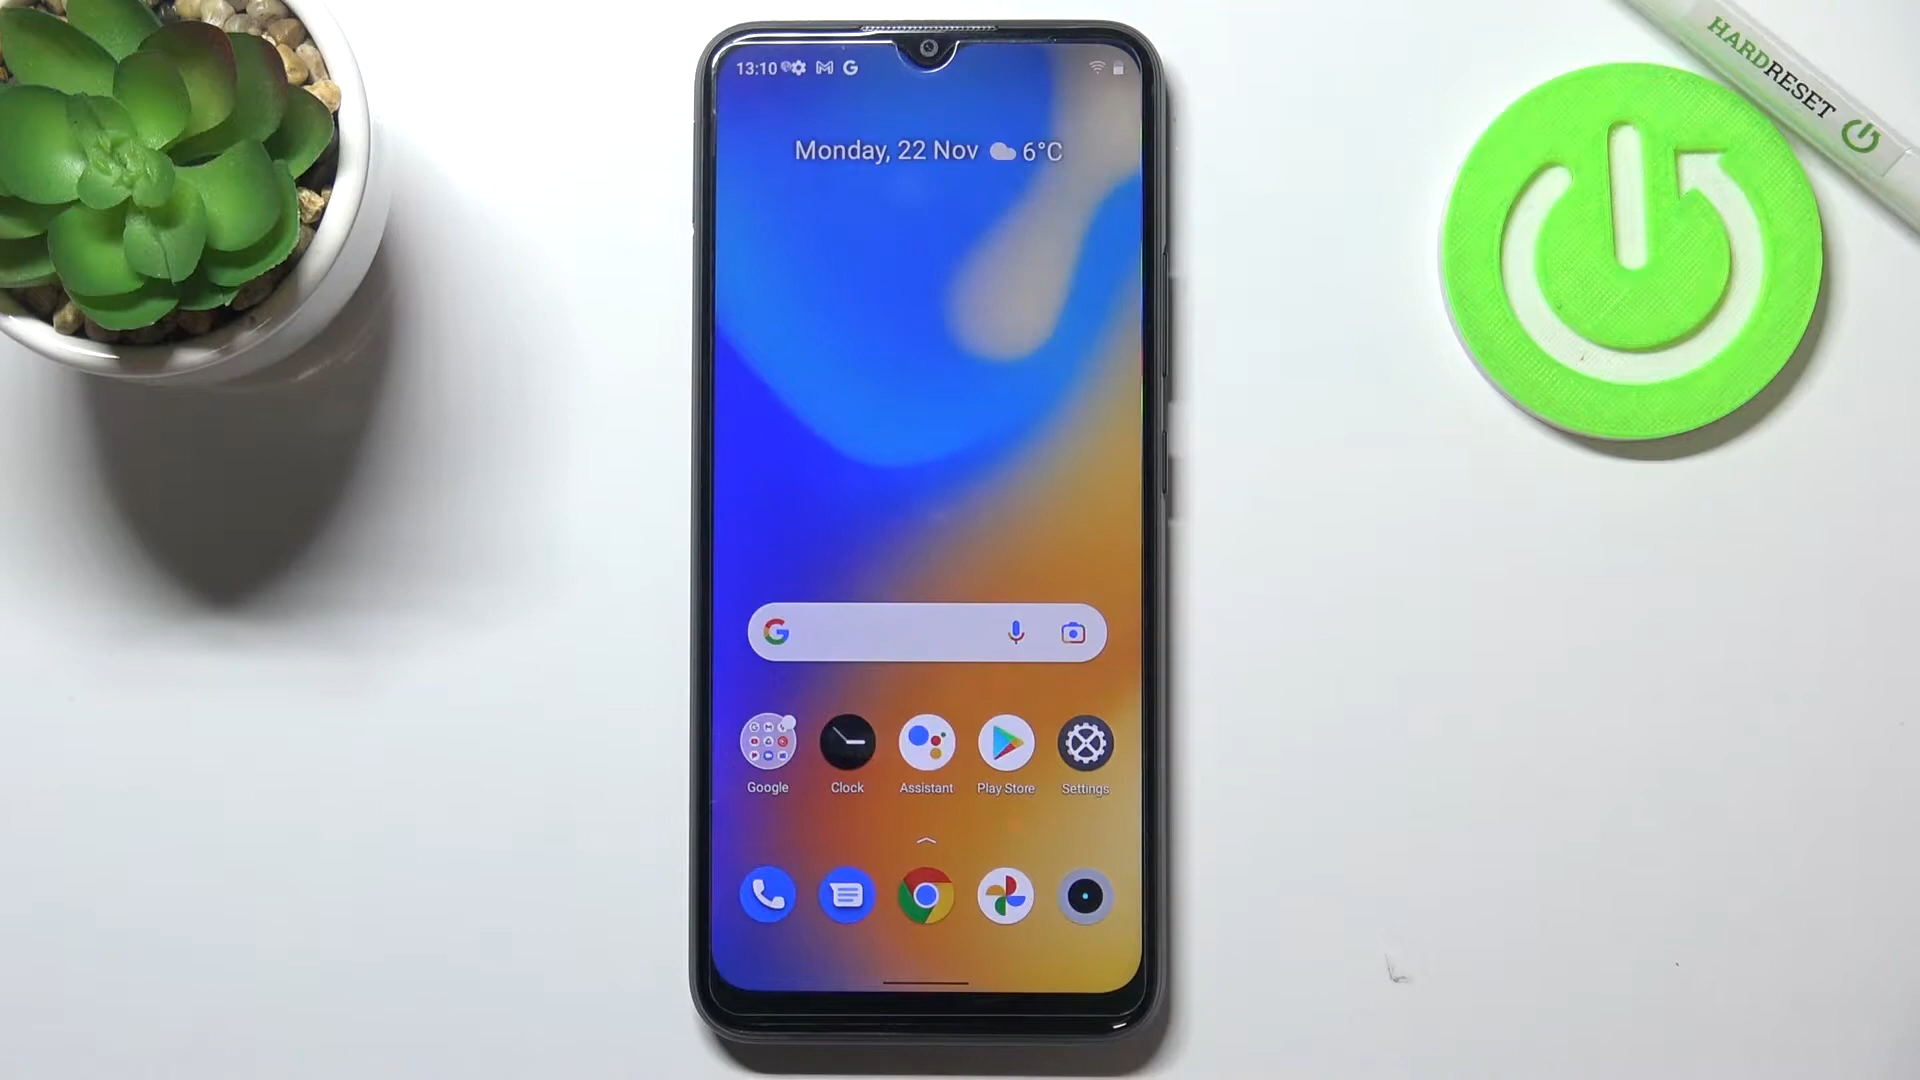 13:10
Monday, 22 Nov 6°C
Google
Clock
Assistant
Play Store
Settings
HARDRESET